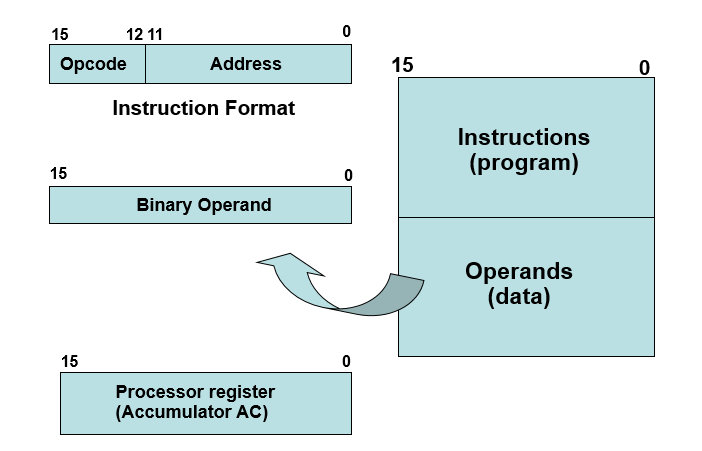 15 12 11 0
Opcode Address
Instruction Format
15 0
Binary Operand
15 0
Processor register
(Accumulator AC)
15 0
Instructions
(program)
Operands
(data)